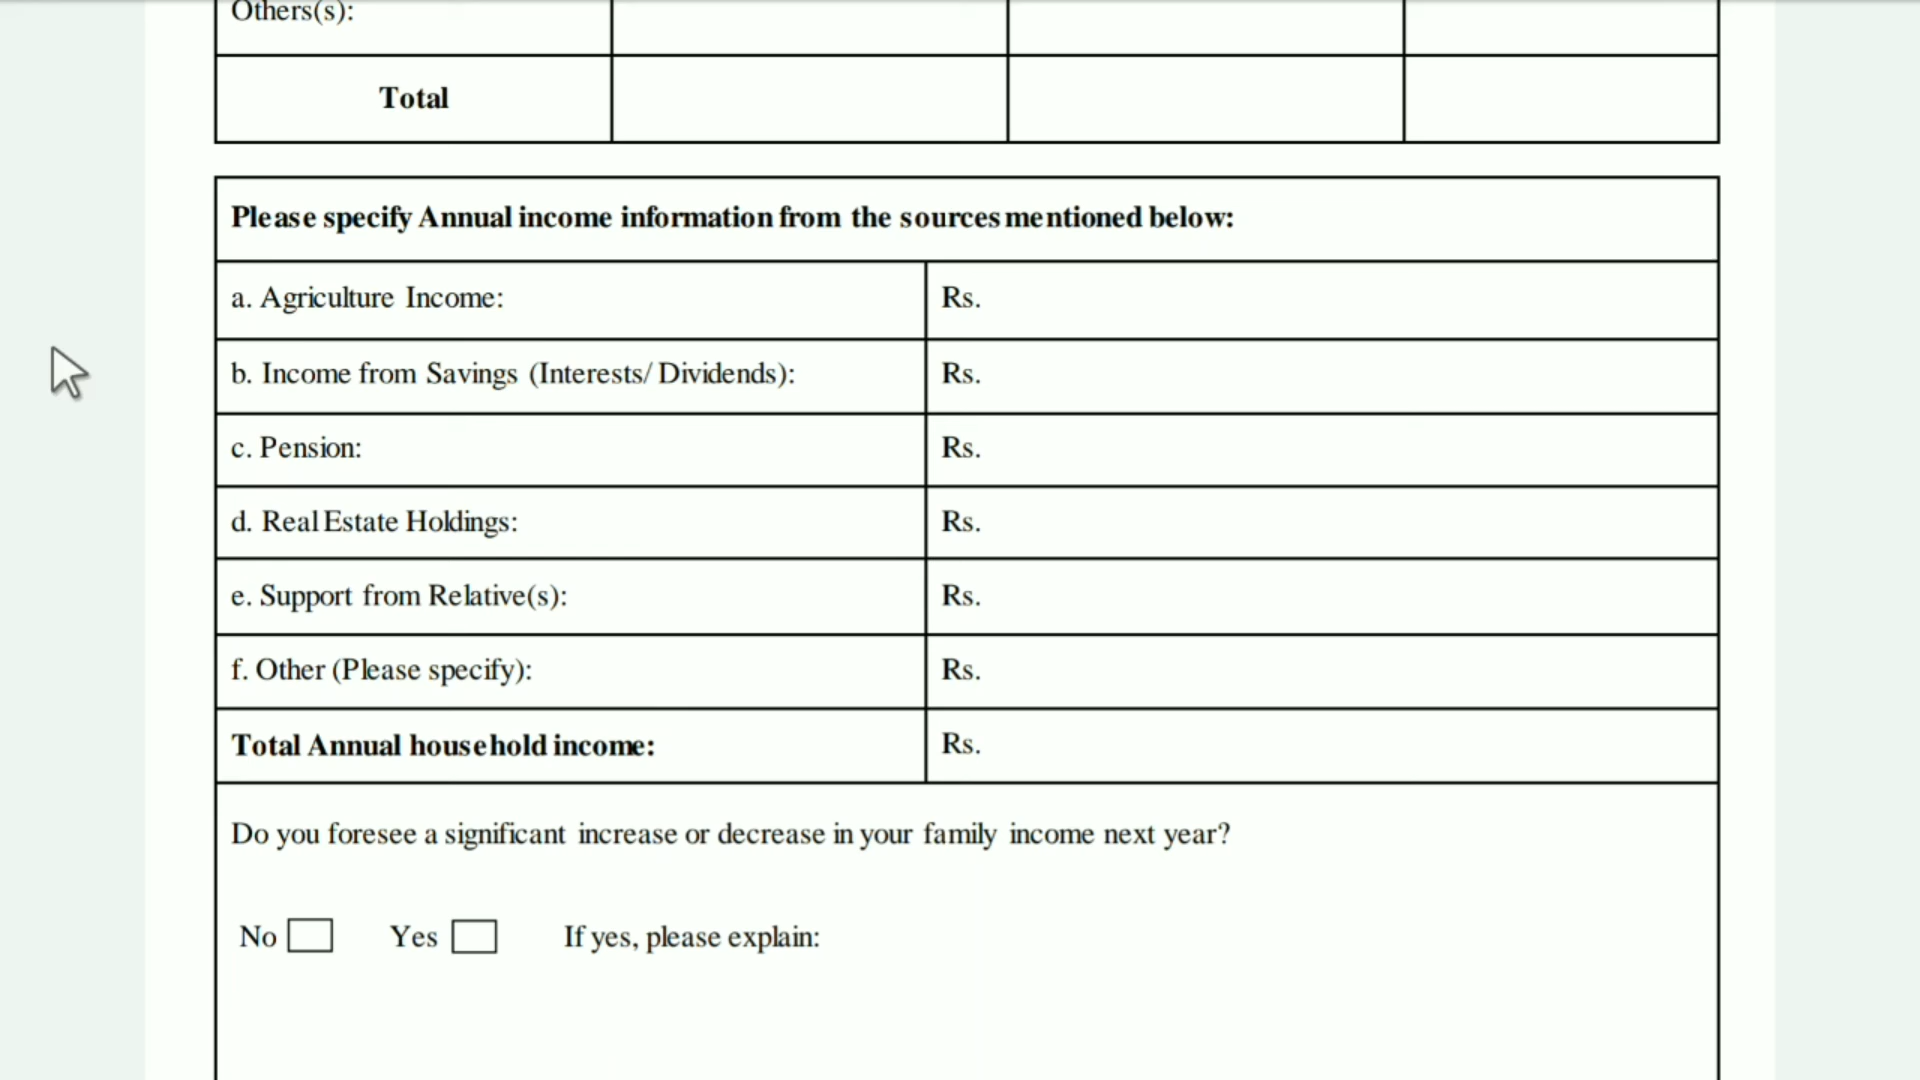 Others(s):
Total
Please specify Annual income information from the sources mentioned below:
a. Agriculture Income:
Rs.
b. Income from Savings (Interests/ Dividends):
Rs.
c. Pension:
Rs.
d. Real Estate Holdings:
Rs.
e. Support from Relative(s):
Rs.
f. Other (Please specify):
Rs.
Total Annual household income:
Rs.
Do you foresee a significant increase or decrease in your family income next year?
No Yes If yes, please explain: